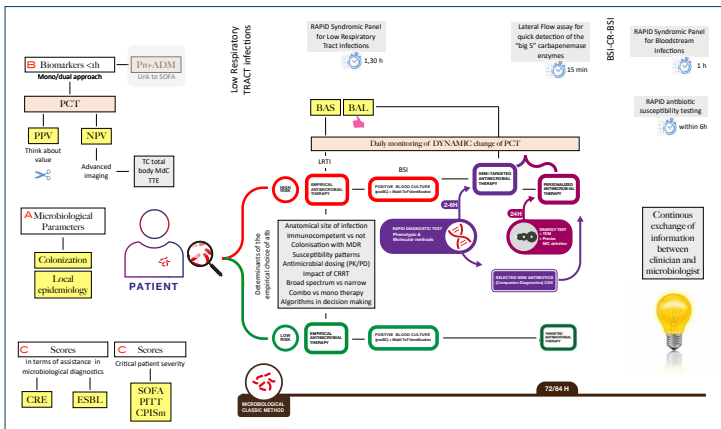 B Biomarkers <1h
Mono/dual approach
Pro-ADM
Link to SOFA
PCT
PPV
NPV
Think about
value
Advanced
imaging
TC total
body MdC
TTE
A Microbiological
Parameters
Colonization
Local
epidemiology
PATIENT
C Scores
In terms of assistance in
microbiological diagnostics
CRE
ESBL
C Scores
Critical patient severity
SOFA
PITT
CPISm
Low Respiratory
TRACT infections
RAPID Syndromic Panel
for Low Respiratory
Tract Infections
1,30 h
Lateral Flow assay for
quick detection of the
"big 5" carbapenemase
enzymes
15 min
BSI-CR-BSI
RAPID Syndromic Panel
for Bloodstream
Infections
1 h
RAPID antibiotic
susceptibility testing
within 6h
BAS
BAL
Daily monitoring of DYNAMIC change of PCT
LRTI
BSI
HIGH
RISK
EMPIRICAL
ANTIMICROBIAL
THERAPY
POSITIVE BLOOD CULTURE
(posBC) + Maldi Tof Identification
SEMI-TARGETED
ANTIMICROBIAL
THERAPY
PERSONALIZED
ANTIMICROBIAL
THERAPY
2-6H
24H
RAPID DIAGNOSTIC TEST
Phenotypic &
Molecular methods
SYNERGY TEST
+ TDM
+ Precise
MIC definition
SELECTED NEW ANTIBIOTICS
(Companion Diagnostics) CDX
Determinants of the
empirical choice of atb
Anatomical site of infection
Immunocompetent vs not
Colonisation with MDR
Susceptibility patterns
Antimicrobial dosing (PK/PD)
Impact of CRRT
Broad spectrum vs narrow
Combo vs mono therapy
Algorithms in decision making
LOW
RISK
EMPIRICAL
ANTIMICROBIAL
THERAPY
POSITIVE BLOOD CULTURE
(posBC) + Maldi Tof Identification
TARGETED
ANTIMICROBIAL
THERAPY
Continous
exchange of
information
between
clinician and
microbiologist
MICROBIOLOGICAL
CLASSIC METHOD
72/84 H